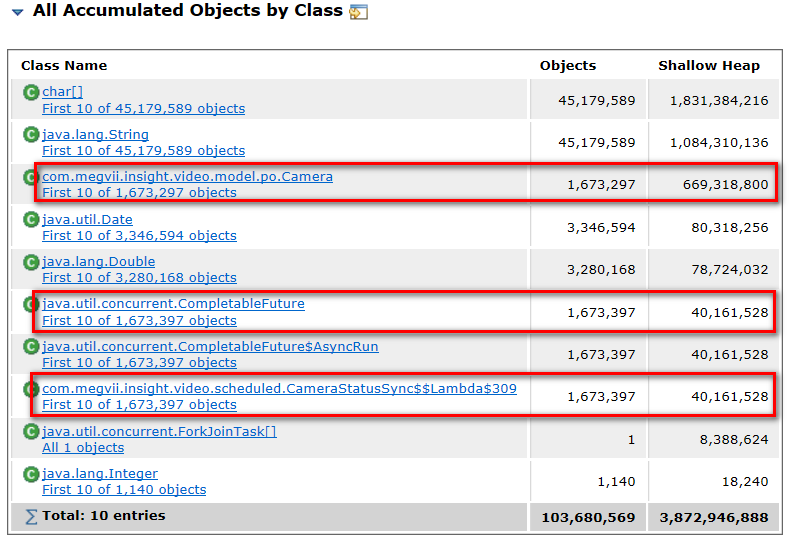 All Accumulated Objects by Class
Class Name Objects Shallow Heap
char[]
First 10 of 45,179,589 objects 45,179,589 1,831,384,216
java.lang.String
First 10 of 45,179,589 objects 45,179,589 1,084,310,136
com.megvii.insight.video.model.po.Camera
First 10 of 1,673,297 objects 1,673,297 669,318,800
java.util.Date
First 10 of 3,346,594 objects 3,346,594 80,318,256
java.lang.Double
First 10 of 3,280,168 objects 3,280,168 78,724,032
java.util.concurrent.CompletableFuture
First 10 of 1,673,397 objects 1,673,397 40,161,528
java.util.concurrent.CompletableFuture$AsyncRun
First 10 of 1,673,397 objects 1,673,397 40,161,528
com.megvii.insight.video.scheduled.CameraStatusSync$$Lambda$309
First 10 of 1,673,397 objects 1,673,397 40,161,528
java.util.concurrent.ForkJoinTask[]
All 1 objects 1 8,388,624
java.lang.Integer
First 10 of 1,140 objects 1,140 18,240
Total: 10 entries 103,680,569 3,872,946,888